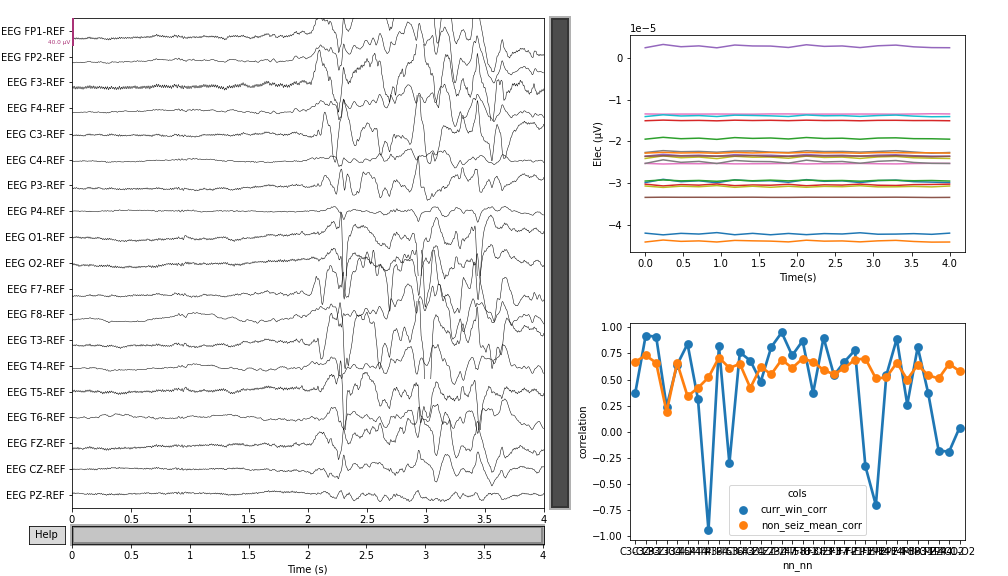 EEG FP1-REF
40.0 µV
EEG FP2-REF
EEG F3-REF
EEG F4-REF
EEG C3-REF
EEG C4-REF
EEG P3-REF
EEG P4-REF
EEG O1-REF
EEG O2-REF
EEG F7-REF
EEG F8-REF
EEG T3-REF
EEG T4-REF
EEG T5-REF
EEG T6-REF
EEG FZ-REF
EEG CZ-REF
EEG PZ-REF
0 0.5 1 1.5 2 2.5 3 3.5 4
Help
0 0.5 1 1.5 2 2.5 3 3.5 4
Time (s)
1e−5
0
−1
−2
−3
−4
Elec (µV)
0.0 0.5 1.0 1.5 2.0 2.5 3.0 3.5 4.0
Time(s)
1.00
0.75
0.50
0.25
0.00
−0.25
−0.50
−0.75
−1.00
correlation
cols
curr_win_corr
non_seiz_mean_corr
nn_nn